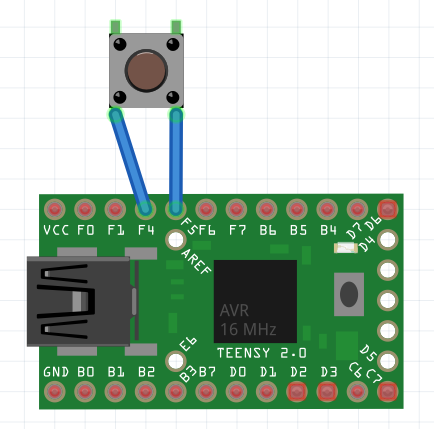 VCC F0 F1 F4 F5 F6 F7 B6 B5 B4 D7 D6
D4
AREF
AVR
16 MHz
TEENSY 2.0
E6
D5
GND B0 B1 B2 B3 B7 D0 D1 D2 D3 C6 C7